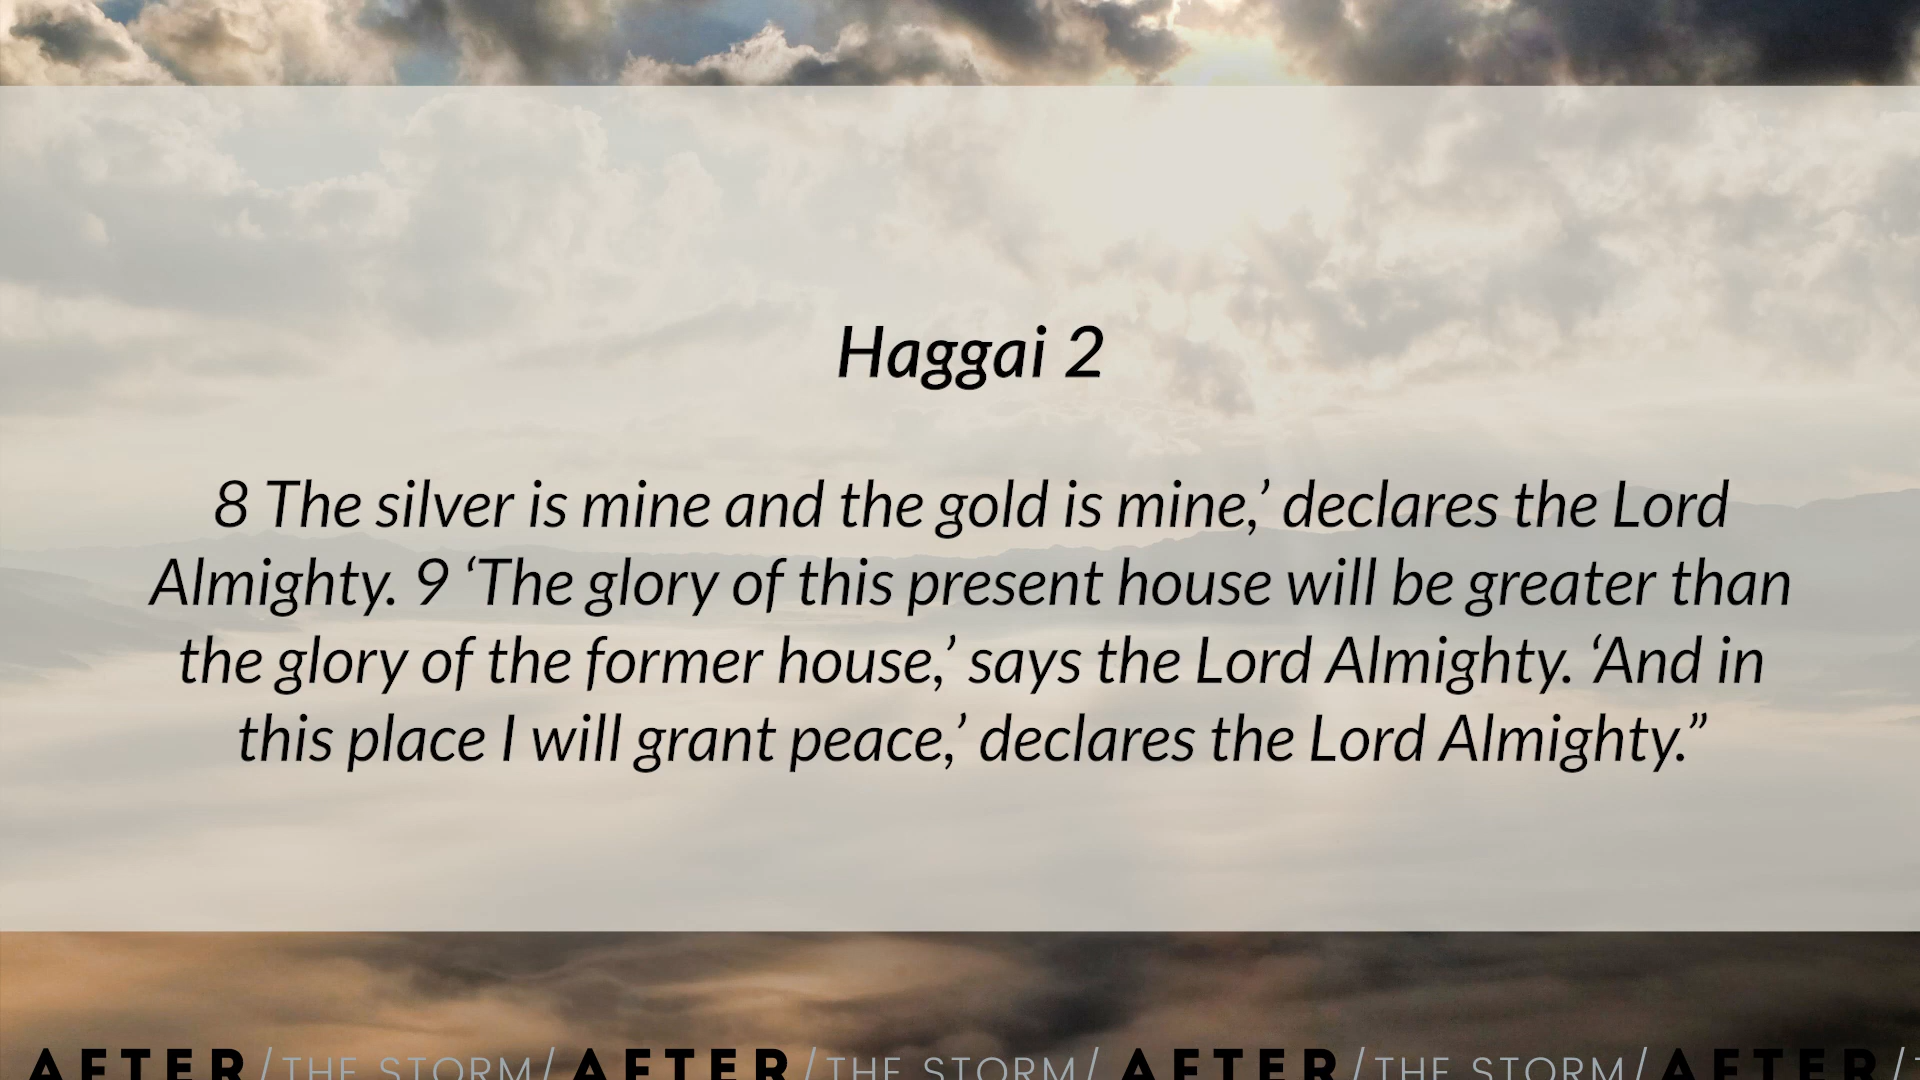 Haggai 2
8 The silver is mine and the gold is mine,’ declares the Lord
Almighty. 9 ‘The glory of this present house will be greater than
the glory of the former house,’ says the Lord Almighty. ‘And in
this place I will grant peace,’ declares the Lord Almighty.”
AFTER/THE STORM/AFTER/THE STORM/AFTER/THE STORM/AFTER/